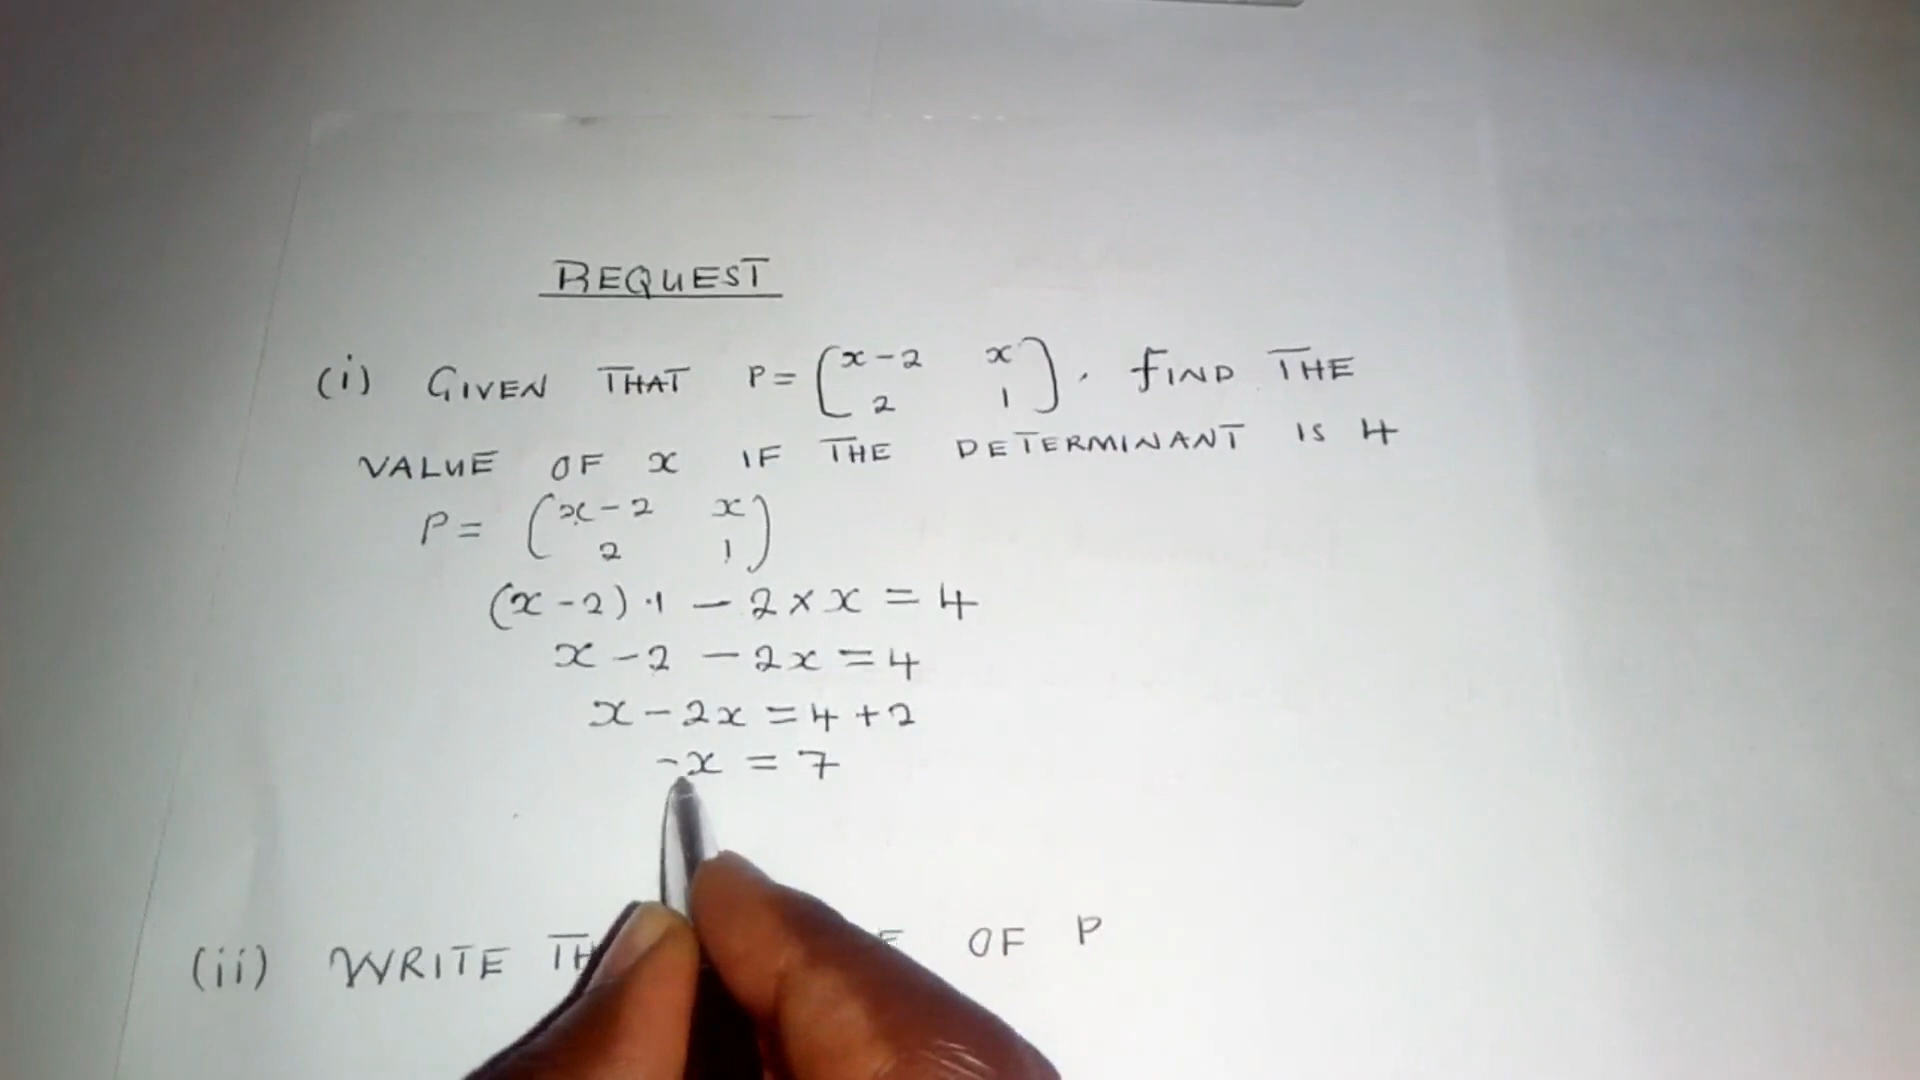 REQUEST
(i) GIVEN THAT P = (x-2 x
2 1). FIND THE
VALUE OF x IF THE DETERMINANT IS 4
P = (x-2 x
2 1)
(x-2)·1 - 2×x = 4
x - 2 - 2x = 4
x - 2x = 4 + 2
-x = 7
(ii) WRITE OF P